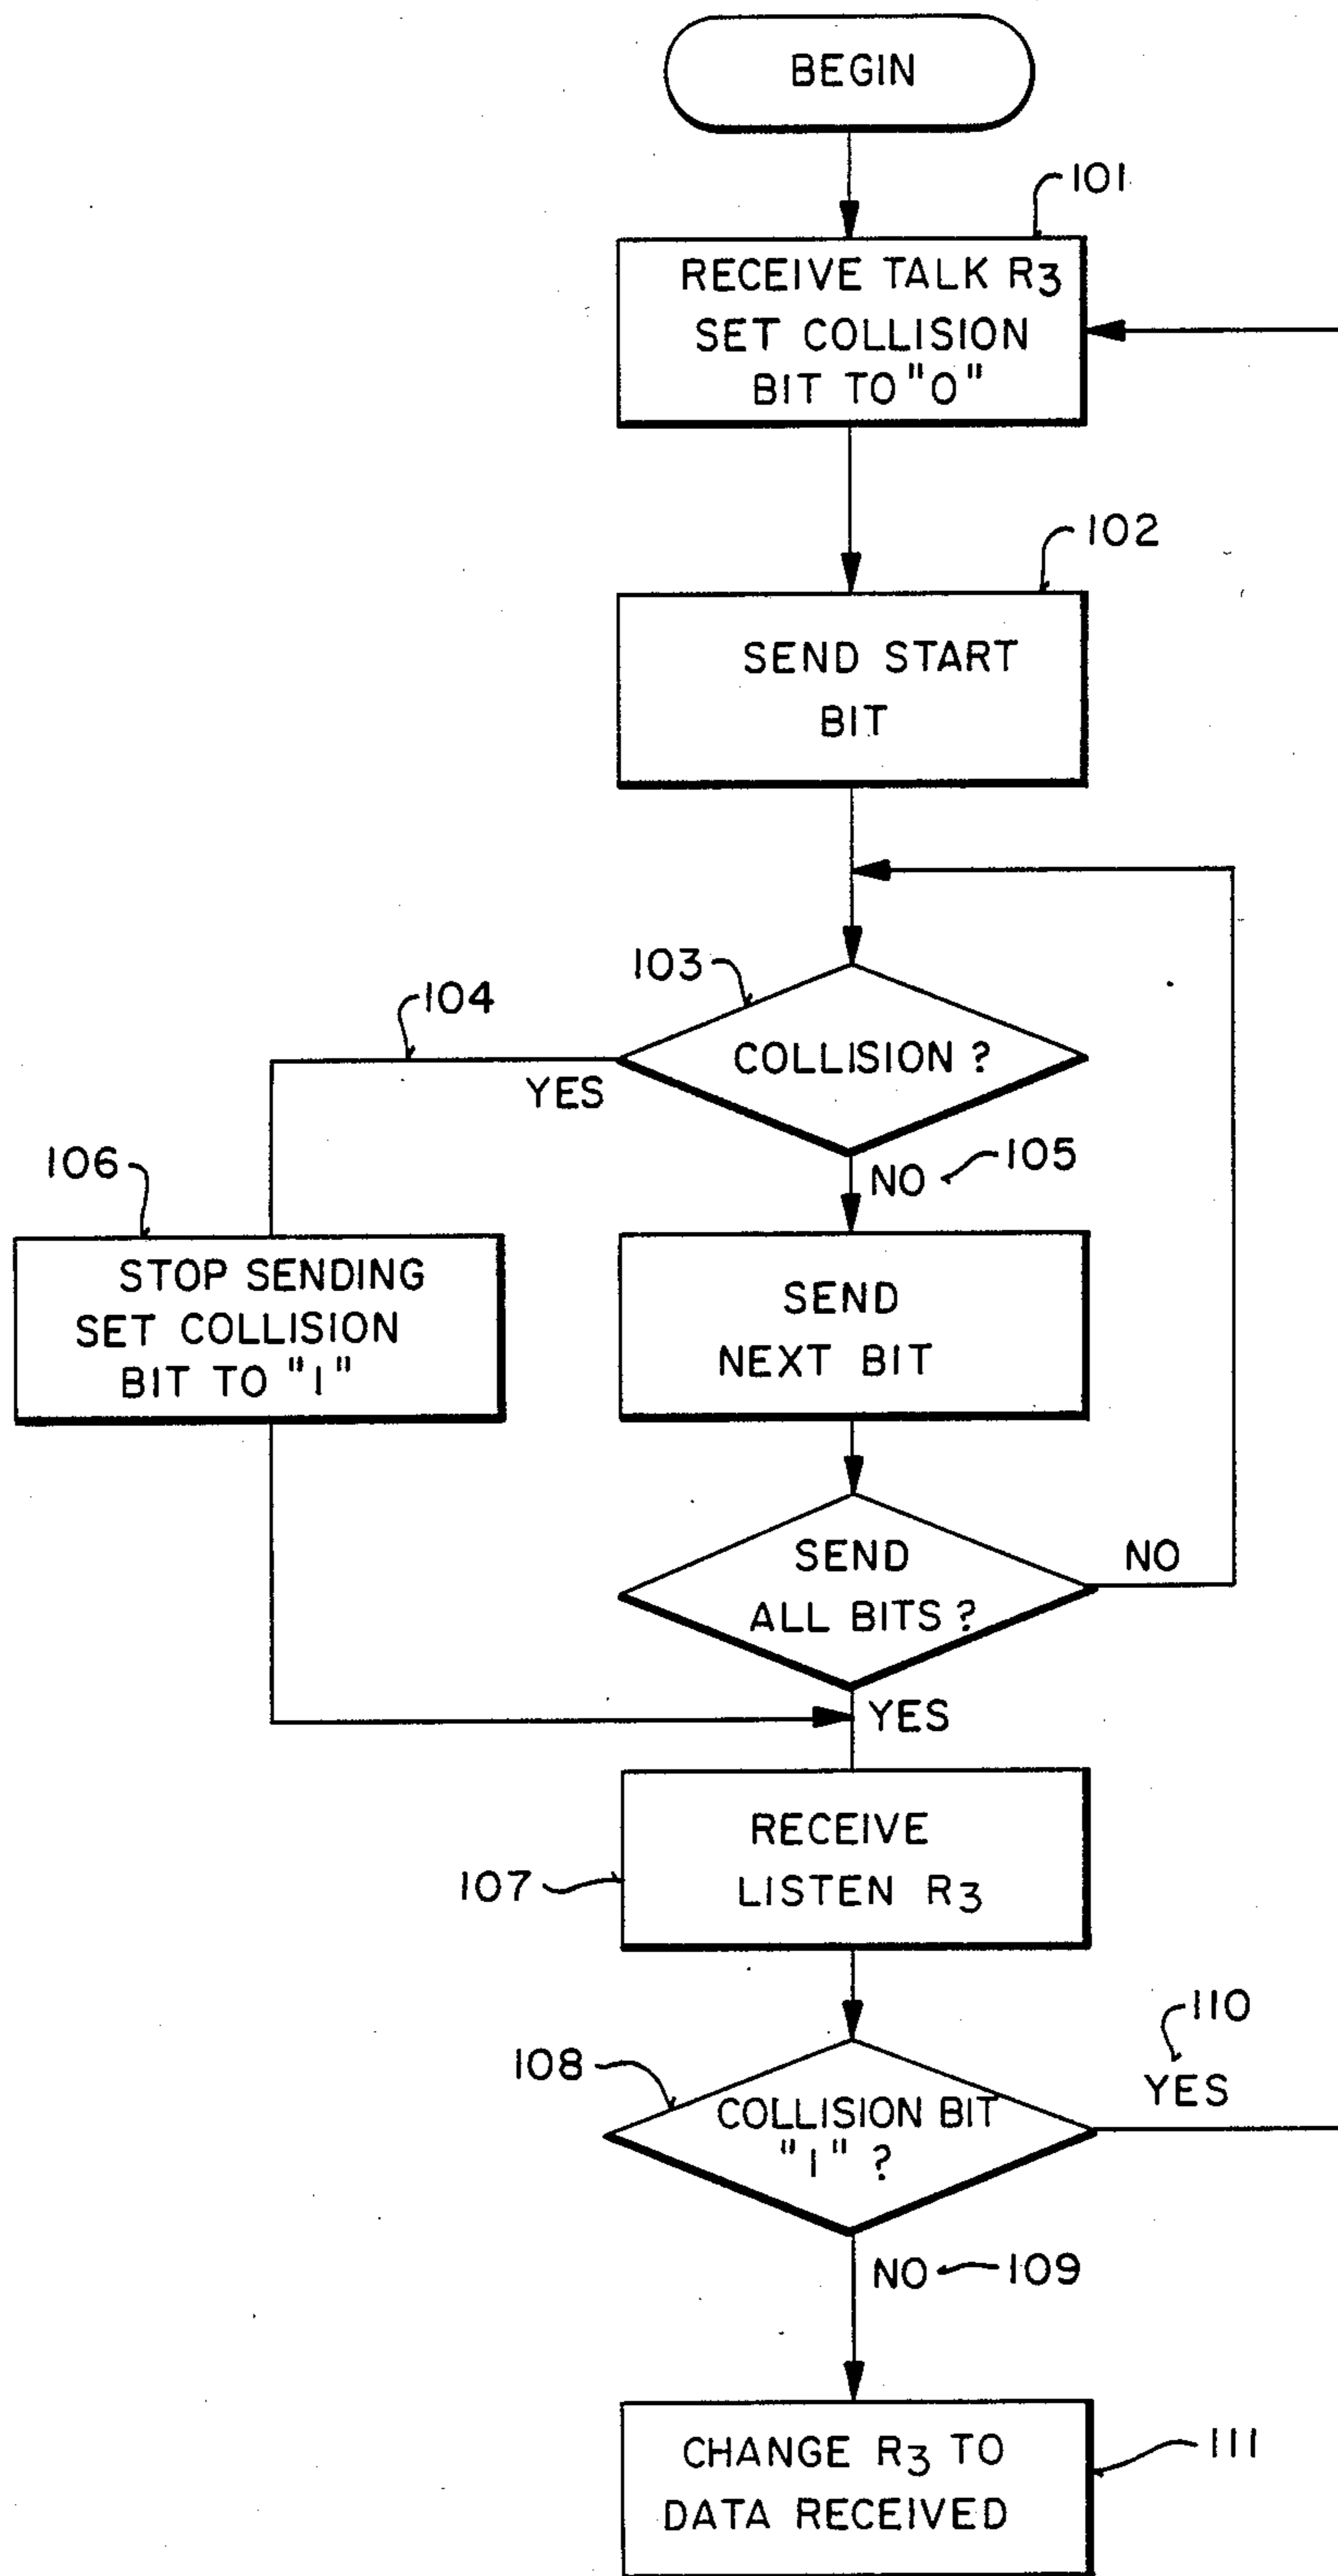 BEGIN
101
RECEIVE TALK R3
SET COLLISION
BIT TO "0"
102
SEND START
BIT
103
104
COLLISION ?
YES
NO
105
106
STOP SENDING
SET COLLISION
BIT TO "1"
SEND
NEXT BIT
SEND
ALL BITS ?
NO
YES
RECEIVE
LISTEN R3
107
110
108
YES
COLLISION BIT
"1" ?
NO
109
CHANGE R3 TO
DATA RECEIVED
111